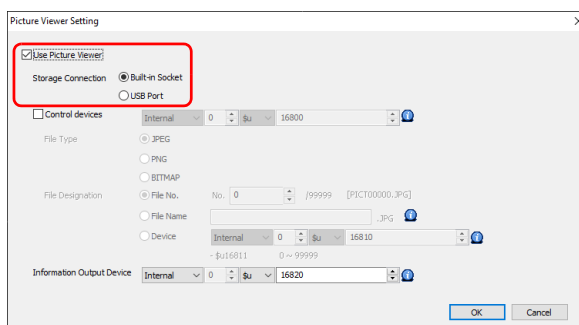 Picture Viewer Setting
Use Picture Viewer
Storage Connection Built-in Socket
USB Port
Control devices Internal 0 $u 16800
File Type JPEG
PNG
BITMAP
File Designation File No. No. 0 /99999 [PICT00000.JPG]
File Name .JPG
Device Internal 0 $u 16810
- $u16811 0 ~ 99999
Information Output Device Internal 0 $u 16820
OK Cancel